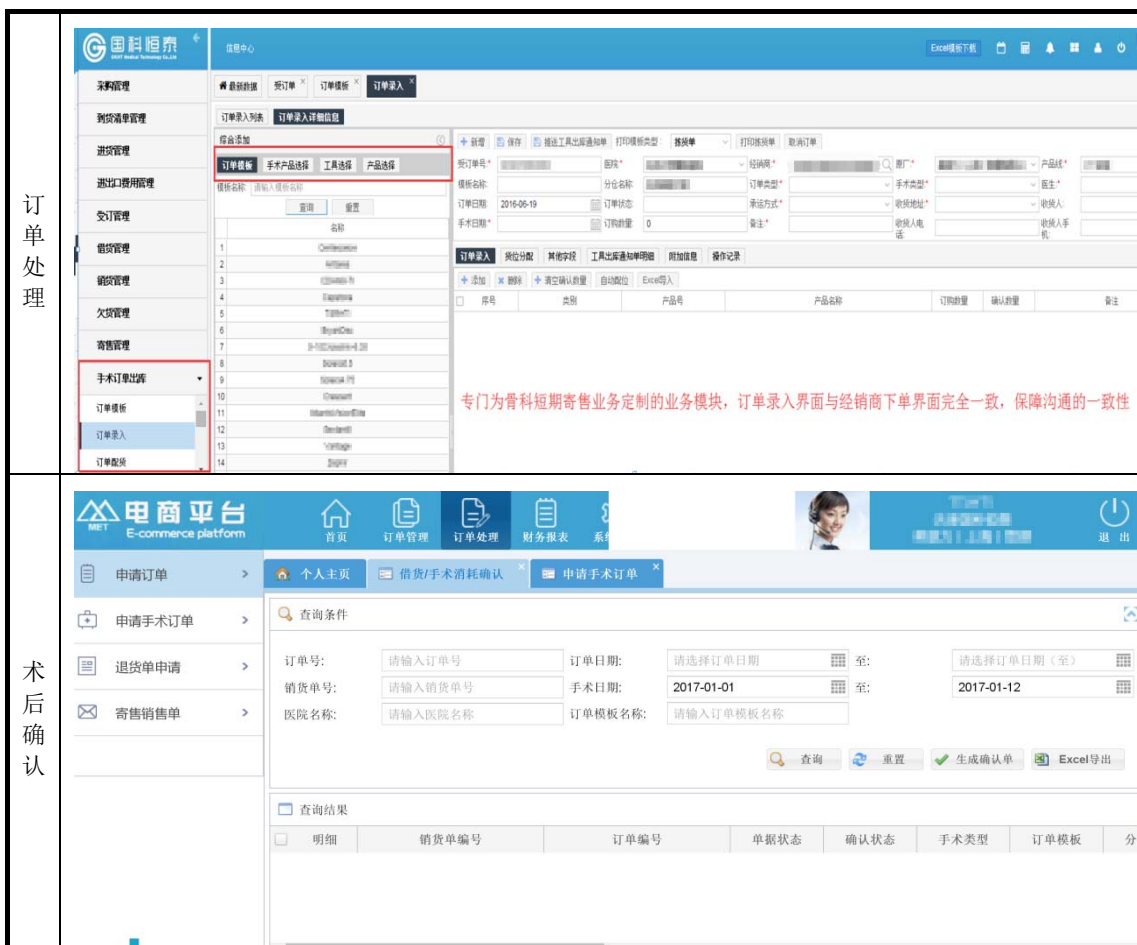 订单处理
国科恒泰
信息中心
Excel模板下载
采购管理
到货清单管理
进货管理
进出口费用管理
受订管理
借货管理
销货管理
欠货管理
寄售管理
手术订单出库
订单模板
订单录入
订单配货
最新数据 受订单 订单模板 订单录入
订单录入列表 订单录入详细信息
综合添加
订单模板 手术产品选择 工具选择 产品选择
模板名称: 请输入模板名称
查询 重置
名称
1
2
3
4
5
6
7
8
9
10
11
12
13
14
新增 保存 推送工具出库通知单 打印模板类型: 拣货单 打印拣货单 取消订单
受订单号:* 医院:* 经销商:* 原厂:* 产品线:*
模板名称: 分仓名称: 订单类型:* 手术类型:* 医生:*
订单日期: 2016-06-19 订单状态: 承运方式:* 收货地址:* 收货人:
手术日期:* 订购数量: 0 备注:* 收货人电话: 收货人手机:
订单录入 货位分配 其他字段 工具出库通知单明细 附加信息 操作记录
添加 删除 清空确认数量 自动配位 Excel导入
序号 类别 产品号 产品名称 订购数量 确认数量 备注
专门为骨科短期寄售业务定制的业务模块，订单录入界面与经销商下单界面完全一致，保障沟通的一致性
术后确认
MET 电商平台
E-commerce platform
首页 订单管理 订单处理 财务报表
退 出
申请订单
申请手术订单
退货单申请
寄售销售单
个人主页 借货/手术消耗确认 申请手术订单
查询条件
订单号: 请输入订单号 订单日期: 请选择订单日期 至: 请选择订单日期（至）
销货单号: 请输入销货单号 手术日期: 2017-01-01 至: 2017-01-12
医院名称: 请输入医院名称 订单模板名称: 请输入订单模板名称
查询 重置 生成确认单 Excel导出
查询结果
明细 销货单编号 订单编号 单据状态 确认状态 手术类型 订单模板 分